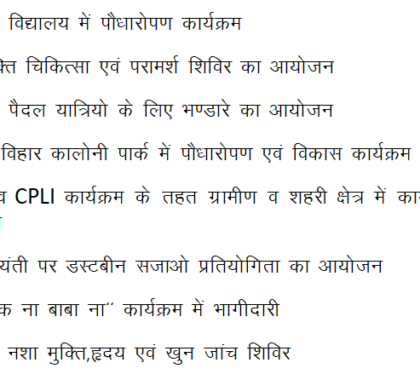 विद्यालय में पौधारोपण कार्यक्रम
चिकित्सा एवं परामर्श शिविर का आयोजन
पैदल यात्रियो के लिए भण्डारे का आयोजन
विहार कालोनी पार्क में पौधारोपण एवं विकास कार्यक्रम
व CPLI कार्यक्रम के तहत ग्रामीण व शहरी क्षेत्र में
पर डस्टबीन सजाओ प्रतियोगिता का आयोजन
ना बाबा ना¨ कार्यक्रम में भागीदारी
नशा मुक्ति,हृदय एवं खुन जांच शिविर